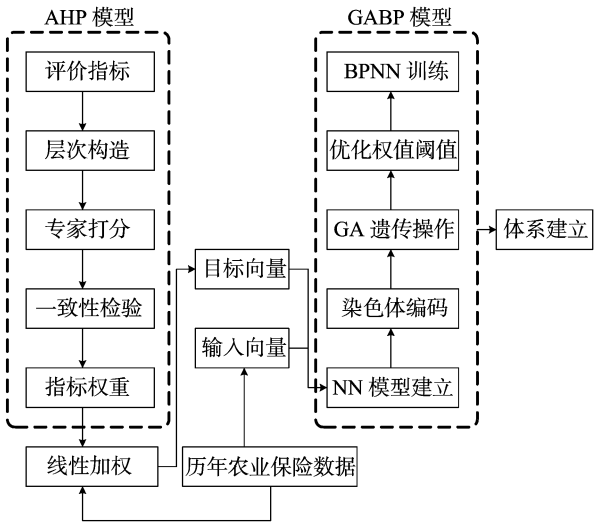 AHP 模型
评价指标
层次构造
专家打分
一致性检验
指标权重
线性加权
目标向量
输入向量
历年农业保险数据
GABP 模型
BPNN 训练
优化权值阈值
GA 遗传操作
染色体编码
NN 模型建立
体系建立